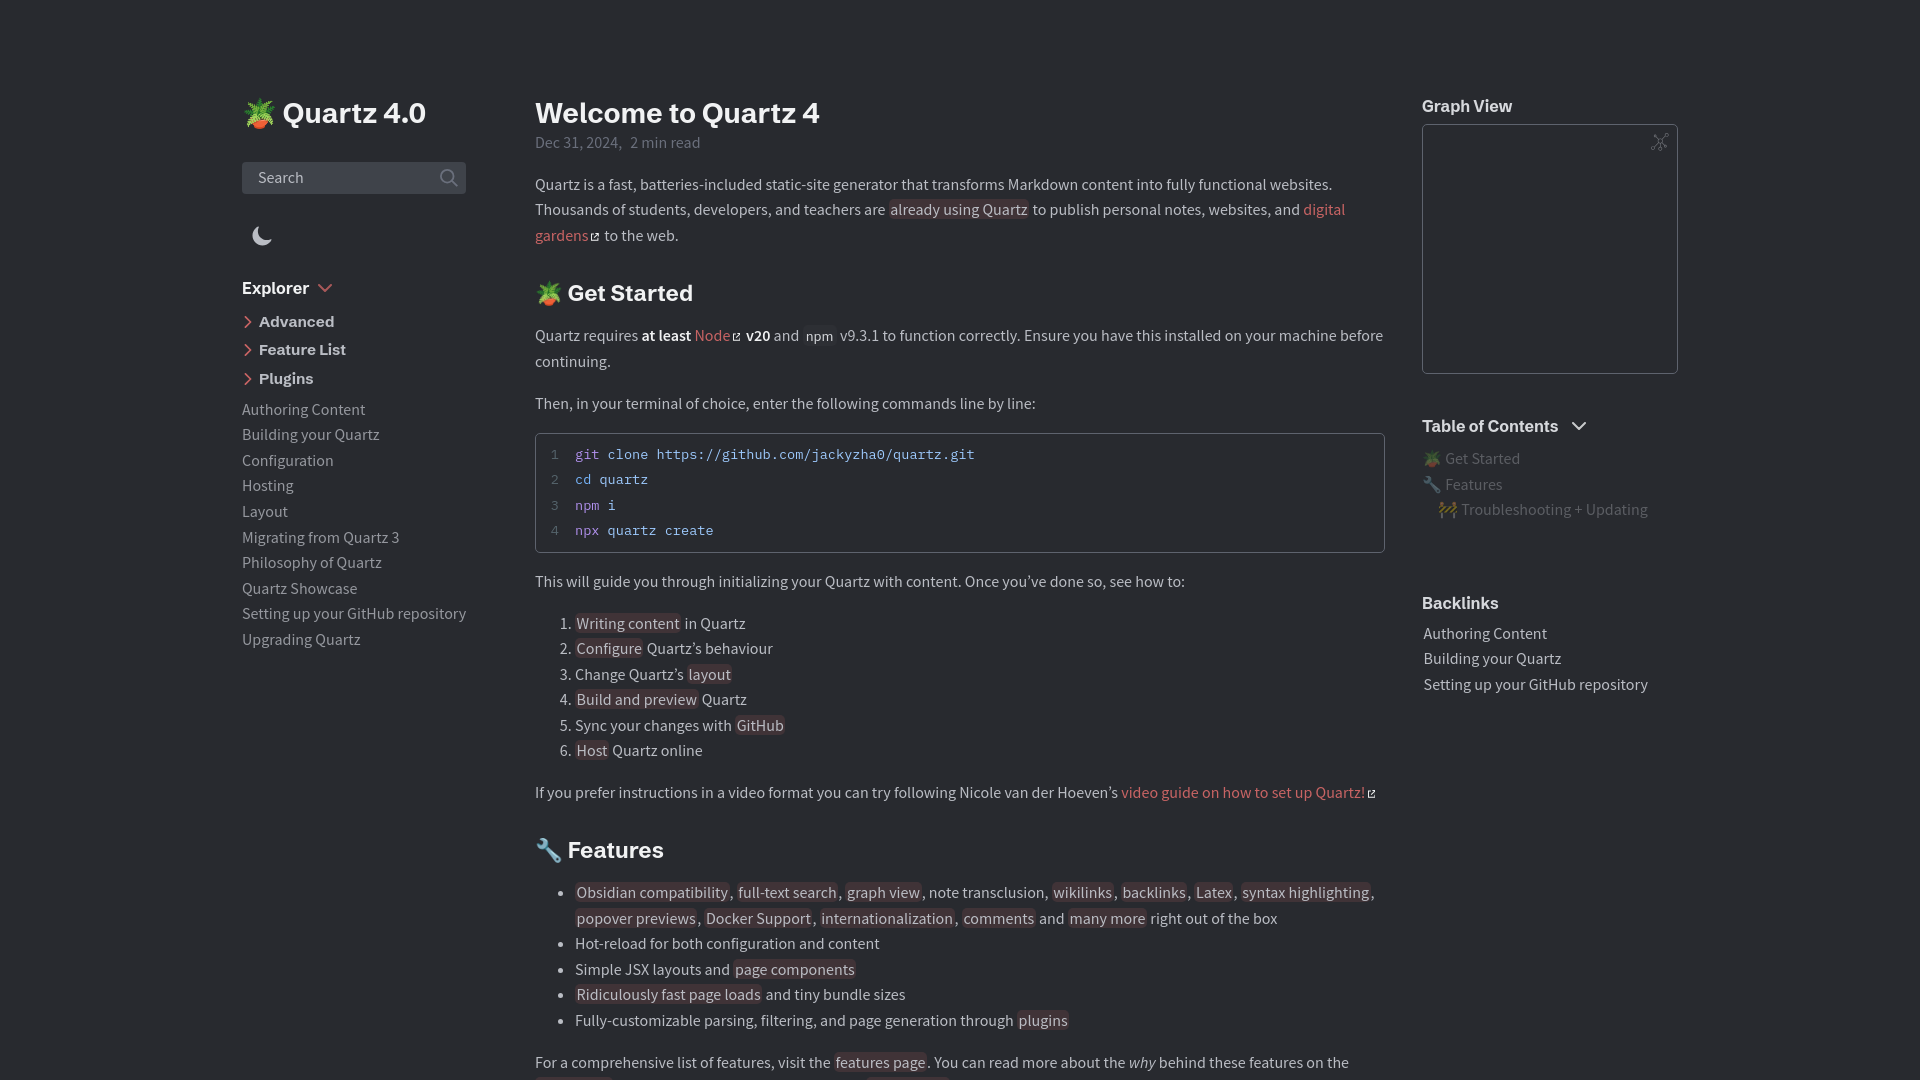 🪴 Quartz 4.0
Search
Explorer
Advanced
Feature List
Plugins
Authoring Content
Building your Quartz
Configuration
Hosting
Layout
Migrating from Quartz 3
Philosophy of Quartz
Quartz Showcase
Setting up your GitHub repository
Upgrading Quartz
Welcome to Quartz 4
Dec 31, 2024, 2 min read
Quartz is a fast, batteries-included static-site generator that transforms Markdown content into fully functional websites.
Thousands of students, developers, and teachers are already using Quartz to publish personal notes, websites, and digital
gardens to the web.
🪴 Get Started
Quartz requires at least Node v20 and npm v9.3.1 to function correctly. Ensure you have this installed on your machine before
continuing.
Then, in your terminal of choice, enter the following commands line by line:
1 git clone https://github.com/jackyzha0/quartz.git
2 cd quartz
3 npm i
4 npx quartz create
This will guide you through initializing your Quartz with content. Once you’ve done so, see how to:
1. Writing content in Quartz
2. Configure Quartz’s behaviour
3. Change Quartz’s layout
4. Build and preview Quartz
5. Sync your changes with GitHub
6. Host Quartz online
If you prefer instructions in a video format you can try following Nicole van der Hoeven’s video guide on how to set up Quartz!
🔧 Features
• Obsidian compatibility, full-text search, graph view, note transclusion, wikilinks, backlinks, Latex, syntax highlighting,
popover previews, Docker Support, internationalization, comments and many more right out of the box
• Hot-reload for both configuration and content
• Simple JSX layouts and page components
• Ridiculously fast page loads and tiny bundle sizes
• Fully-customizable parsing, filtering, and page generation through plugins
For a comprehensive list of features, visit the features page. You can read more about the why behind these features on the
Graph View
Table of Contents
🪴 Get Started
🔧 Features
🚧 Troubleshooting + Updating
Backlinks
Authoring Content
Building your Quartz
Setting up your GitHub repository